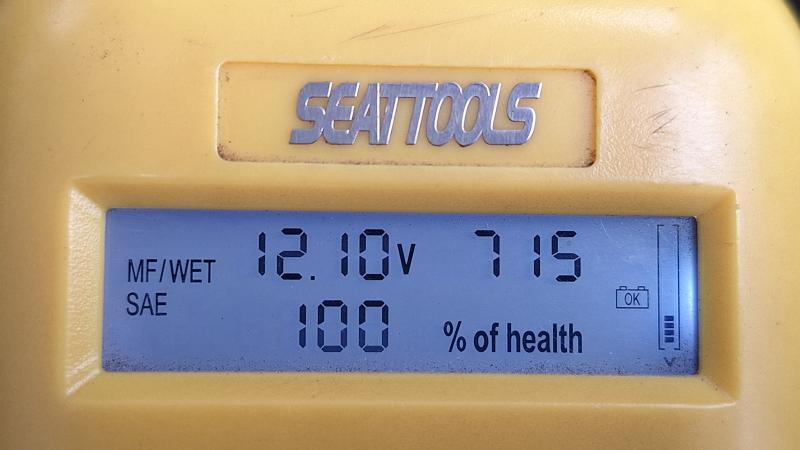 SEATTOOLS
MF/WET 12.10V 715
SAE
OK
100 % of health
V